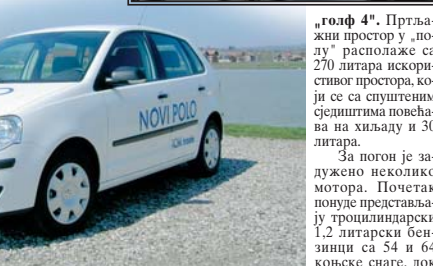 NOVI POLO
„голф 4". Пртља-
жни простор у „по-
лу" располаже са
270 литара искори-
стивог простора, ко-
ји се са спуштеним
сједиштима повећа-
ва на хиљаду и 30
литара.
За погон је за-
дужено неколико
мотора. Почетак
понуде представља-
ју троцилиндарски
1,2 литарски бен-
зинци са 54 и 64
коњске снаге, док